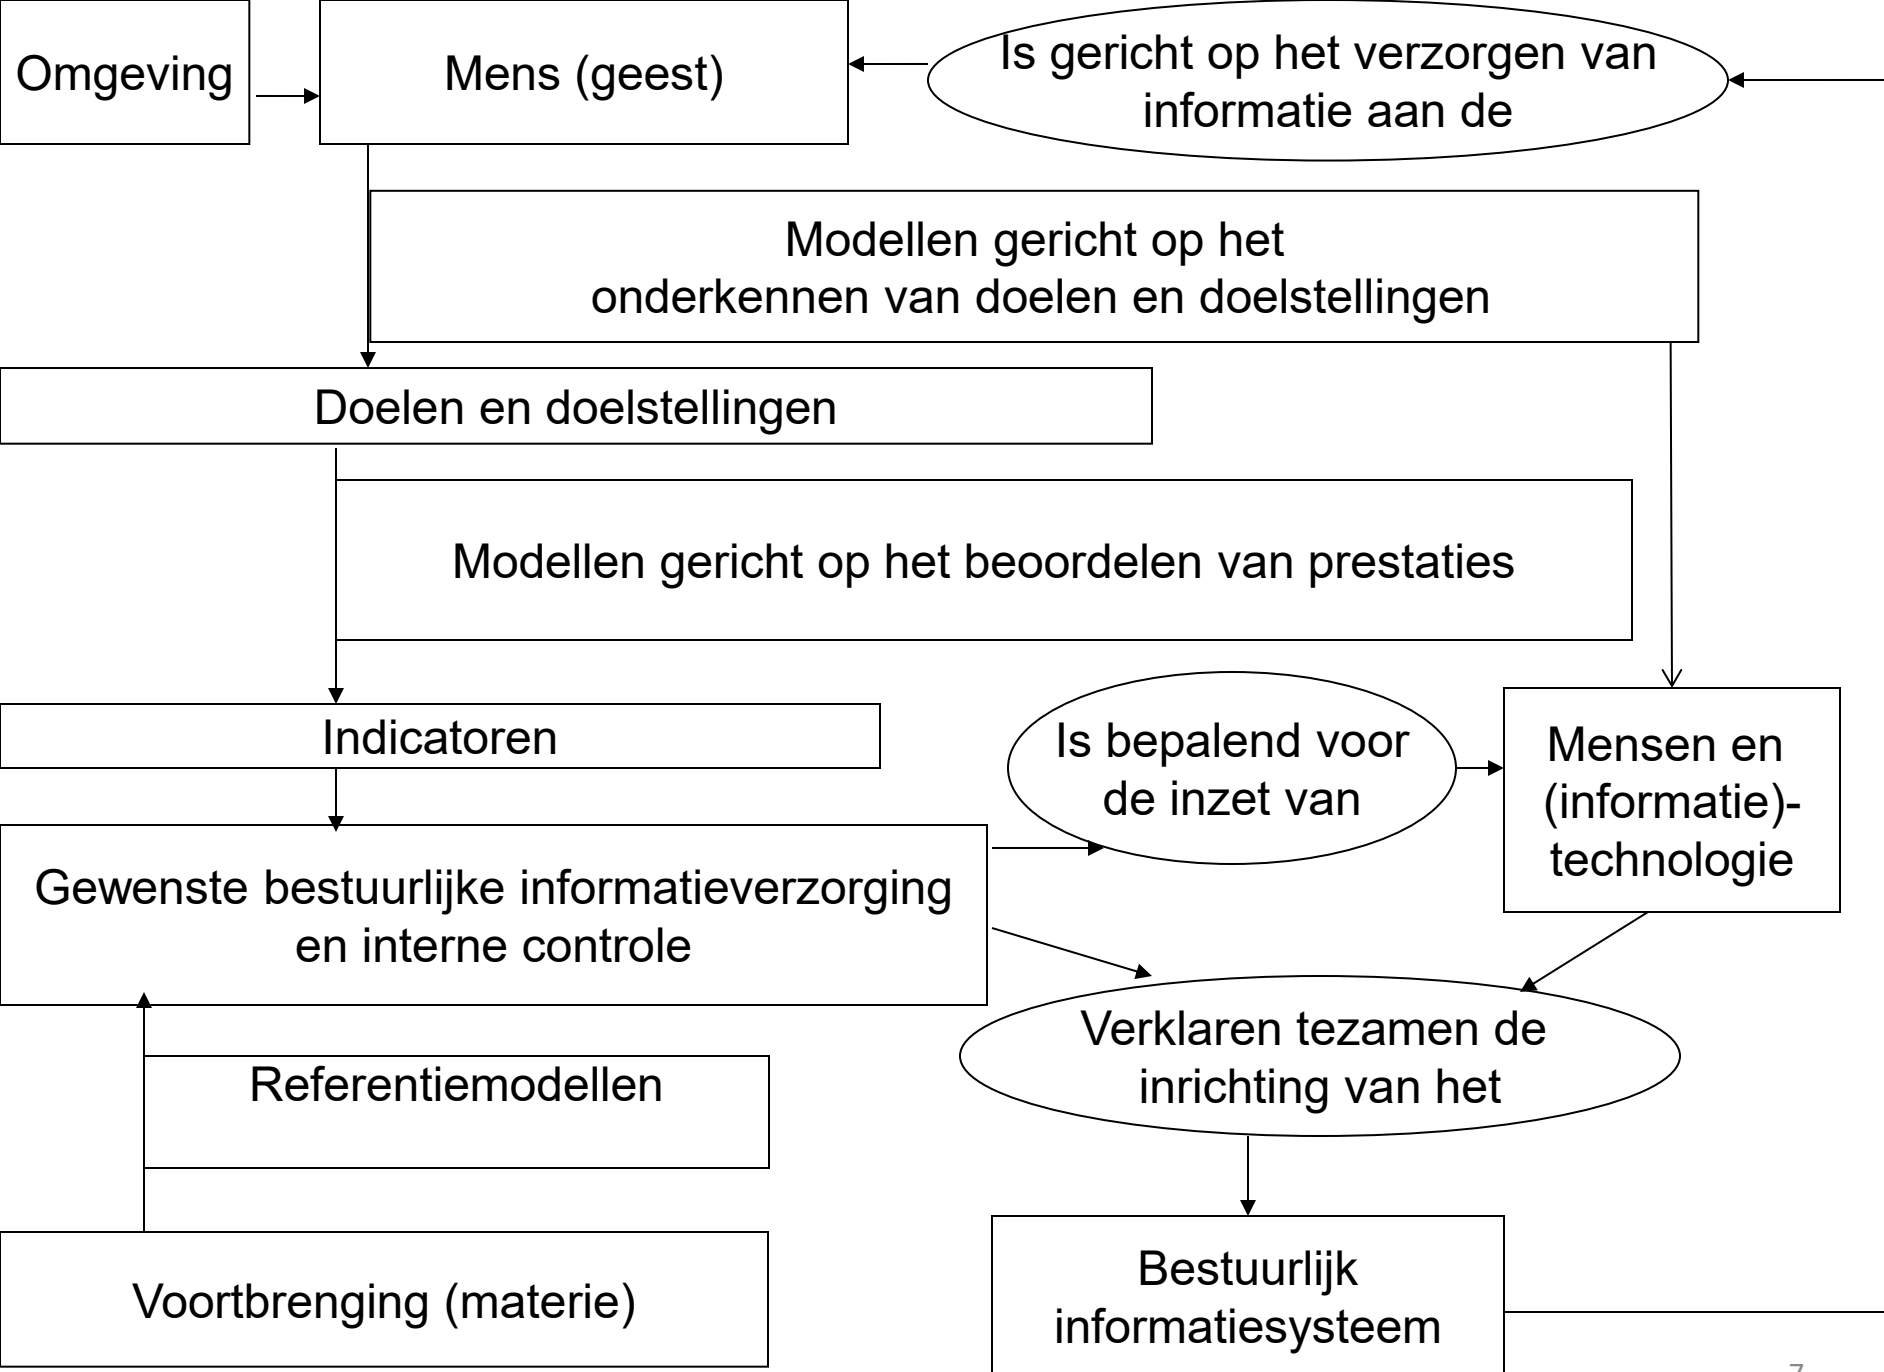 Omgeving
Mens (geest)
Is gericht op het verzorgen van
informatie aan de
Modellen gericht op het
onderkennen van doelen en doelstellingen
Doelen en doelstellingen
Modellen gericht op het beoordelen van prestaties
Indicatoren
Is bepalend voor
de inzet van
Mensen en
(informatie)-
technologie
Gewenste bestuurlijke informatieverzorging
en interne controle
Verklaren tezamen de
inrichting van het
Referentiemodellen
Voortbrenging (materie)
Bestuurlijk
informatiesysteem